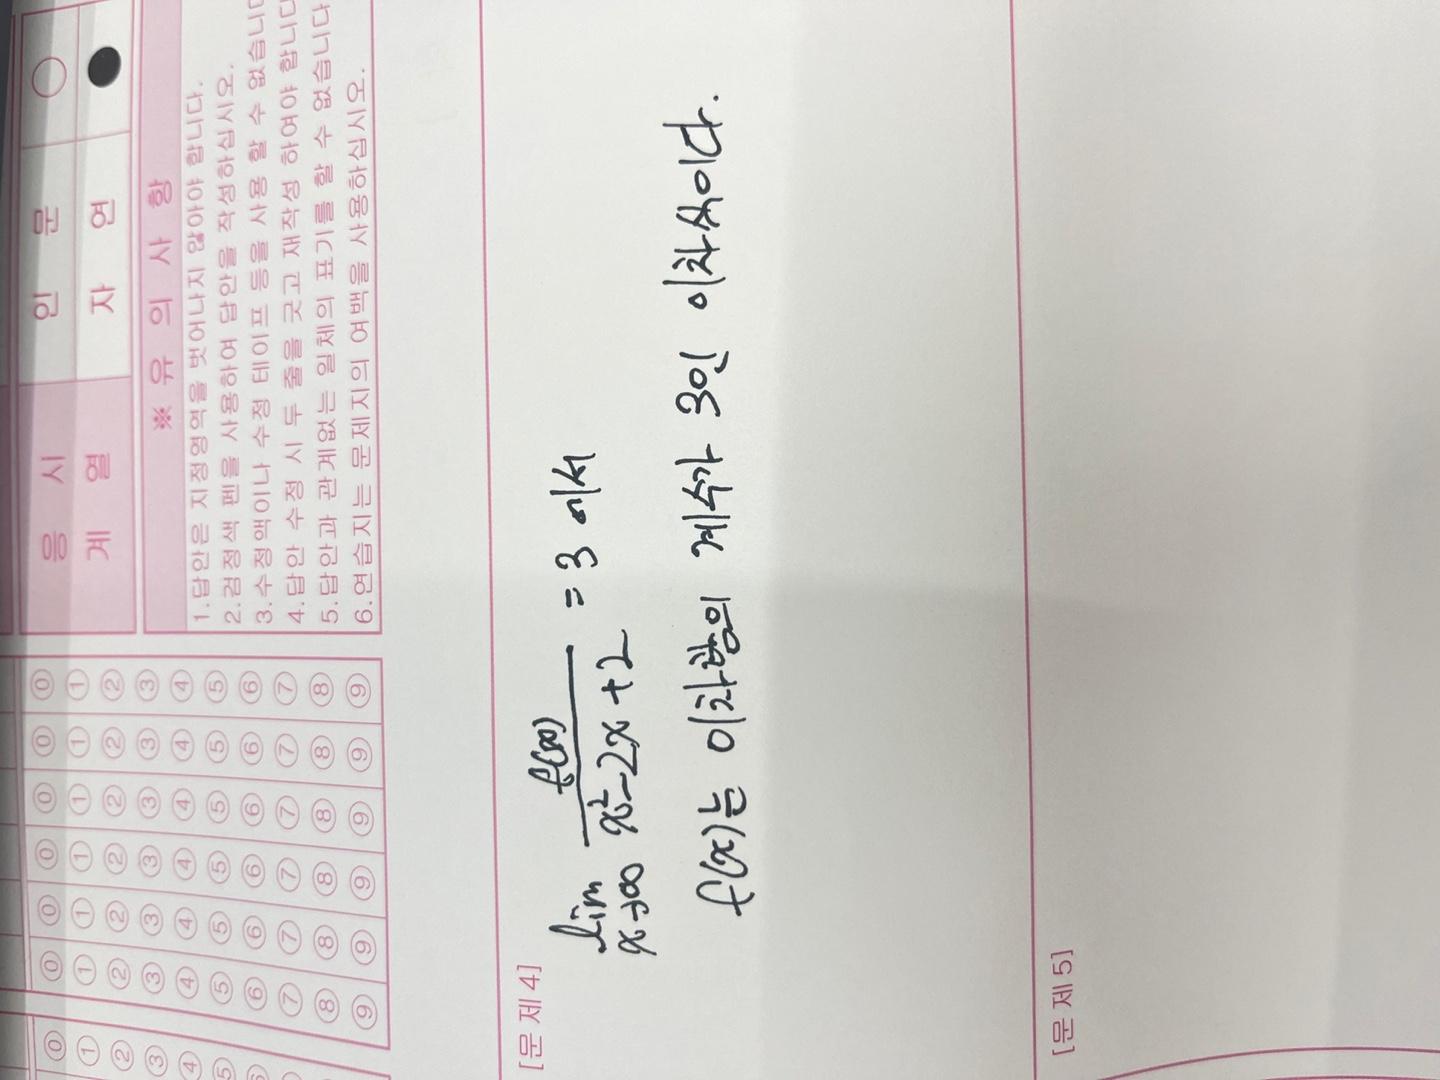 응시계열
인문
자연
※ 유 의 사 항
1.답안은 지정영역을 벗어나지 않아야 합니다.
2.검정색 펜을 사용하여 답안을 작성하십시오.
3.수정액이나 수정 테이프 등을 사용 할 수 없습니다
4.답안 수정 시 두 줄을 긋고 재작성 하여야 합니다
5.답안과 관계없는 일체의 표기를 할 수 없습니다
6.연습지는 문제지의 여백을 사용하십시오.
0 0 0 0 0 0 0
1 1 1 1 1 1 1
2 2 2 2 2 2 2
3 3 3 3 3 3 3
4 4 4 4 4 4 4
5 5 5 5 5 5 5
6 6 6 6 6 6
7 7 7 7 7 7
8 8 8 8 8 8
9 9 9 9 9 9
[문제 4]
lim x→∞ f(x)/(x²-2x+2) = 3 에서
f(x)는 이차항의 계수가 3인 이차식이다.
[문제 5]